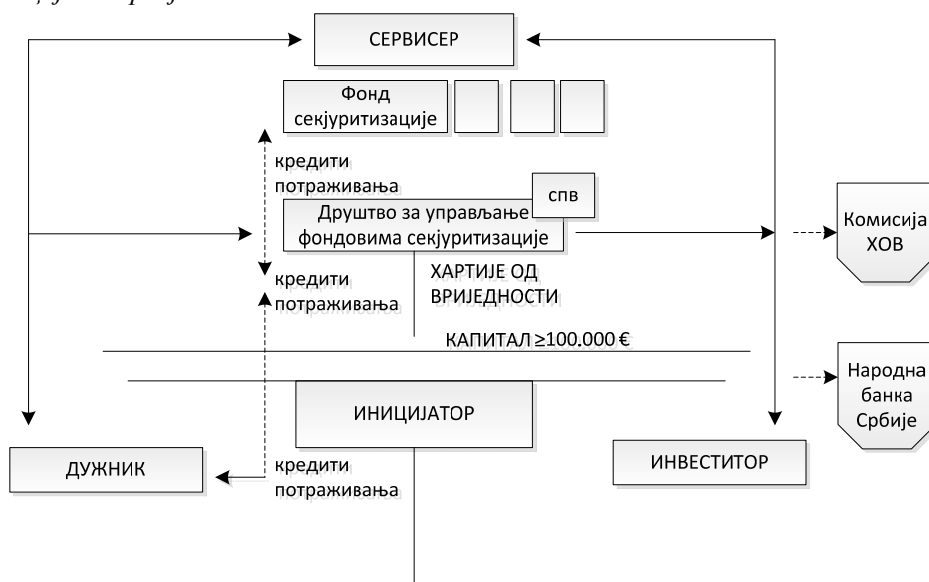 СЕРВИСЕР
Фонд
секјуритизације
кредити
потраживања
спв
Друштво за управљање
фондовима секјуритизације
Комисија
ХОВ
ХАРТИЈЕ ОД
ВРИЈЕДНОСТИ
кредити
потраживања
КАПИТАЛ ≥100.000 €
Народна
банка
Србије
ИНИЦИЈАТОР
ДУЖНИК
кредити
потраживања
ИНВЕСТИТОР